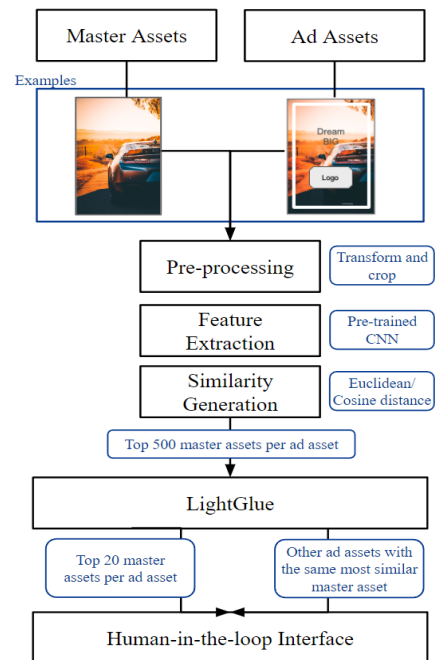 Master Assets
Ad Assets
Examples
Dream
BIG
Logo
Pre-processing
Transform and
crop
Feature
Extraction
Pre-trained
CNN
Similarity
Generation
Euclidean/
Cosine distance
Top 500 master assets per ad asset
LightGlue
Top 20 master
assets per ad asset
Other ad assets with
the same most similar
master asset
Human-in-the-loop Interface